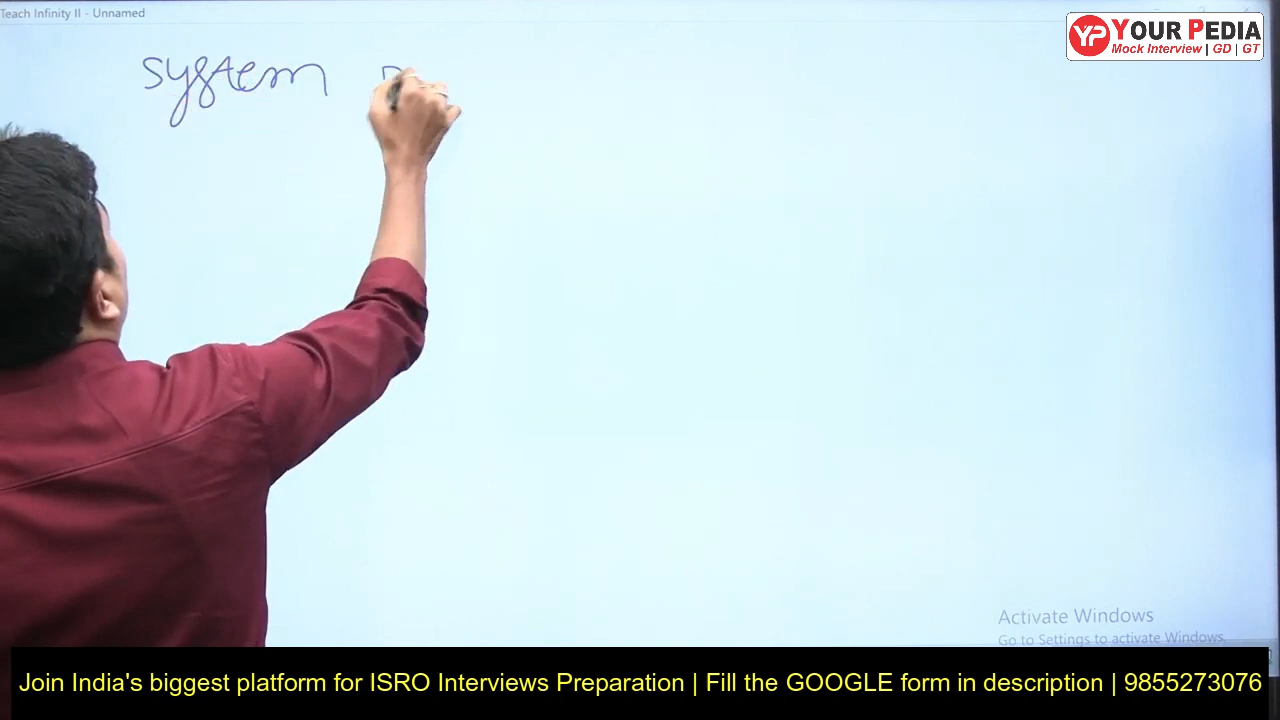 Teach Infinity II - Unnamed
YP YOUR PEDIA
Mock Interview | GD | GT
system
Activate Windows
Go to Settings to activate Windows.
Join India's biggest platform for ISRO Interviews Preparation | Fill the GOOGLE form in description | 9855273076